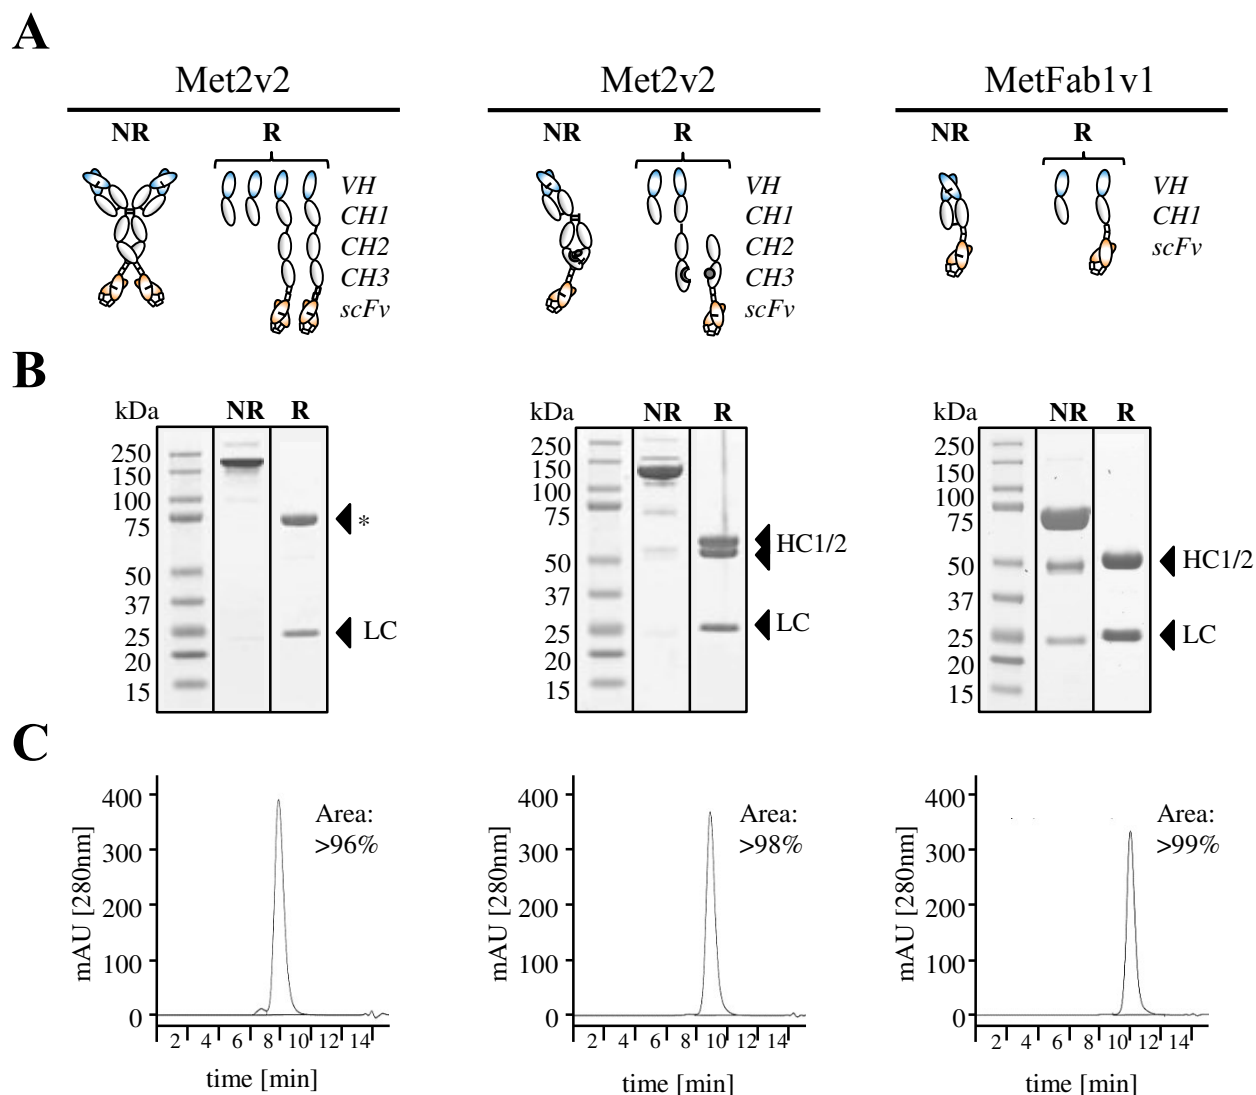 A
Met2v2
Met2v2
MetFab1v1
NR R
NR R
NR R
VH
CH1
CH2
CH3
scFv
VH
CH1
CH2
CH3
scFv
VH
CH1
scFv
B
kDa NR R
250
150
100
75
50
37
25
20
15
*
LC
kDa NR R
250
150
100
75
50
37
25
20
15
HC1/2
LC
kDa NR R
250
150
100
75
50
37
25
20
15
HC1/2
LC
C
mAU [280nm]
400
300
200
100
0
Area:
>96%
2 4 6 8 10 12 14
time [min]
mAU [280nm]
400
300
200
100
0
Area:
>98%
2 4 6 8 10 12 14
time [min]
mAU [280nm]
400
300
200
100
0
Area:
>99%
2 4 6 8 10 12 14
time [min]